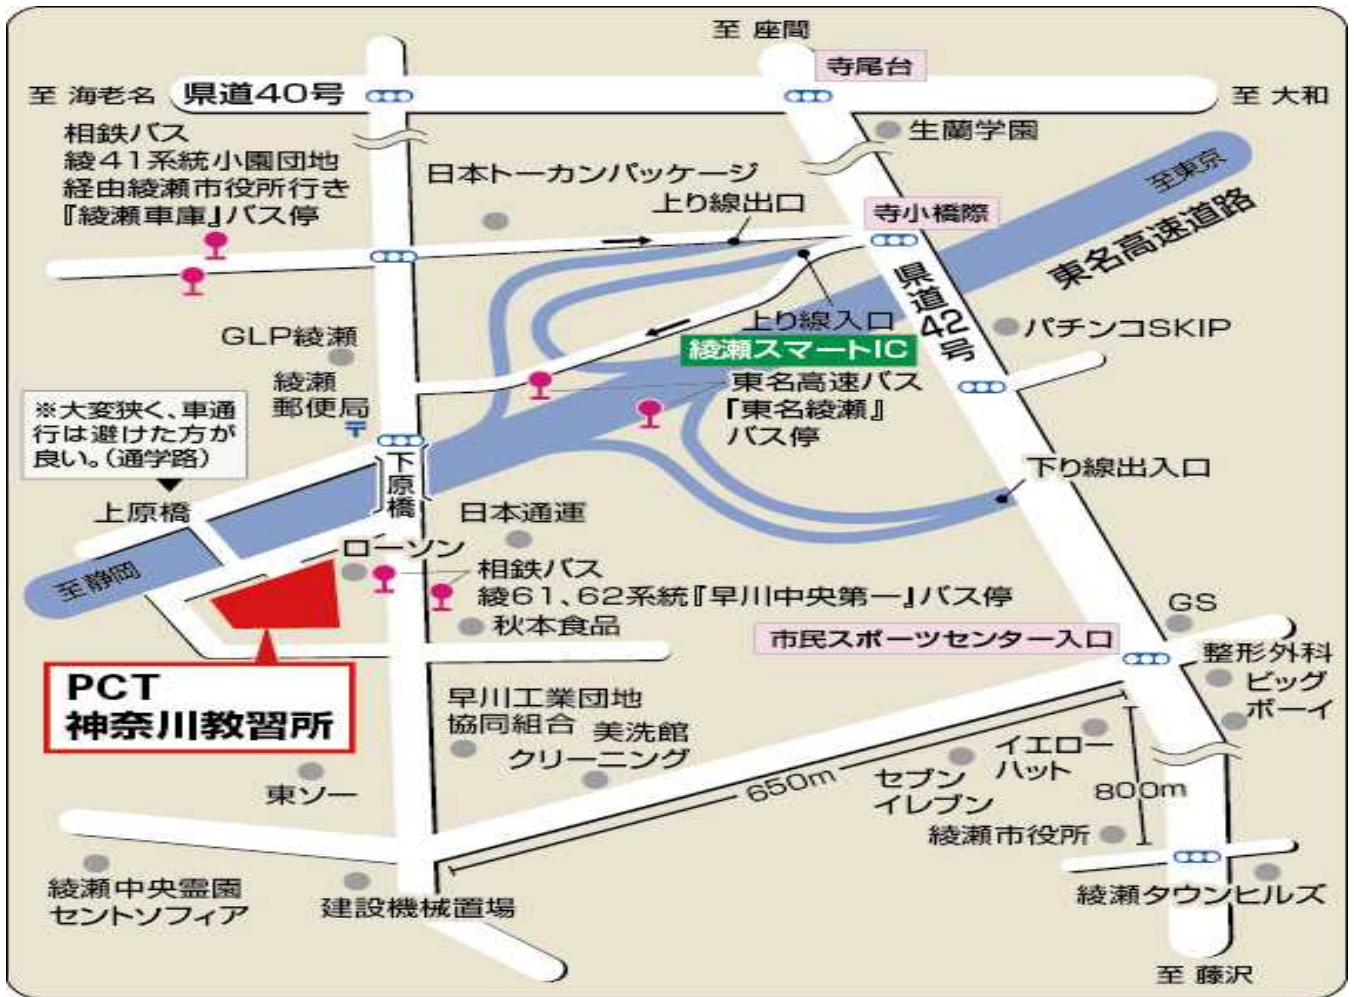 至 座間
寺尾台
至 海老名
県道40号
至 大和
相鉄バス
綾41系統小園団地
経由綾瀬市役所行き
『綾瀬車庫』バス停
生蘭学園
日本トーカンパッケージ
至東京
上り線出口
寺小橋際
東名高速道路
県道42号
GLP綾瀬
上り線入口
パチンコSKIP
綾瀬スマートIC
綾瀬
郵便局
〒
東名高速バス
『東名綾瀬』
バス停
※大変狭く、車通
行は避けた方が
良い。(通学路)
下原橋
下り線出入口
上原橋
日本通運
ローソン
至静岡
相鉄バス
綾61、62系統『早川中央第一』バス停
GS
秋本食品
市民スポーツセンター入口
整形外科
PCT
神奈川教習所
ビッグ
ボーイ
早川工業団地
協同組合
美洗館
クリーニング
イエロー
ハット
東ソー
650m
セブン
イレブン
800m
綾瀬市役所
綾瀬中央霊園
セントソフィア
建設機械置場
綾瀬タウンヒルズ
至 藤沢